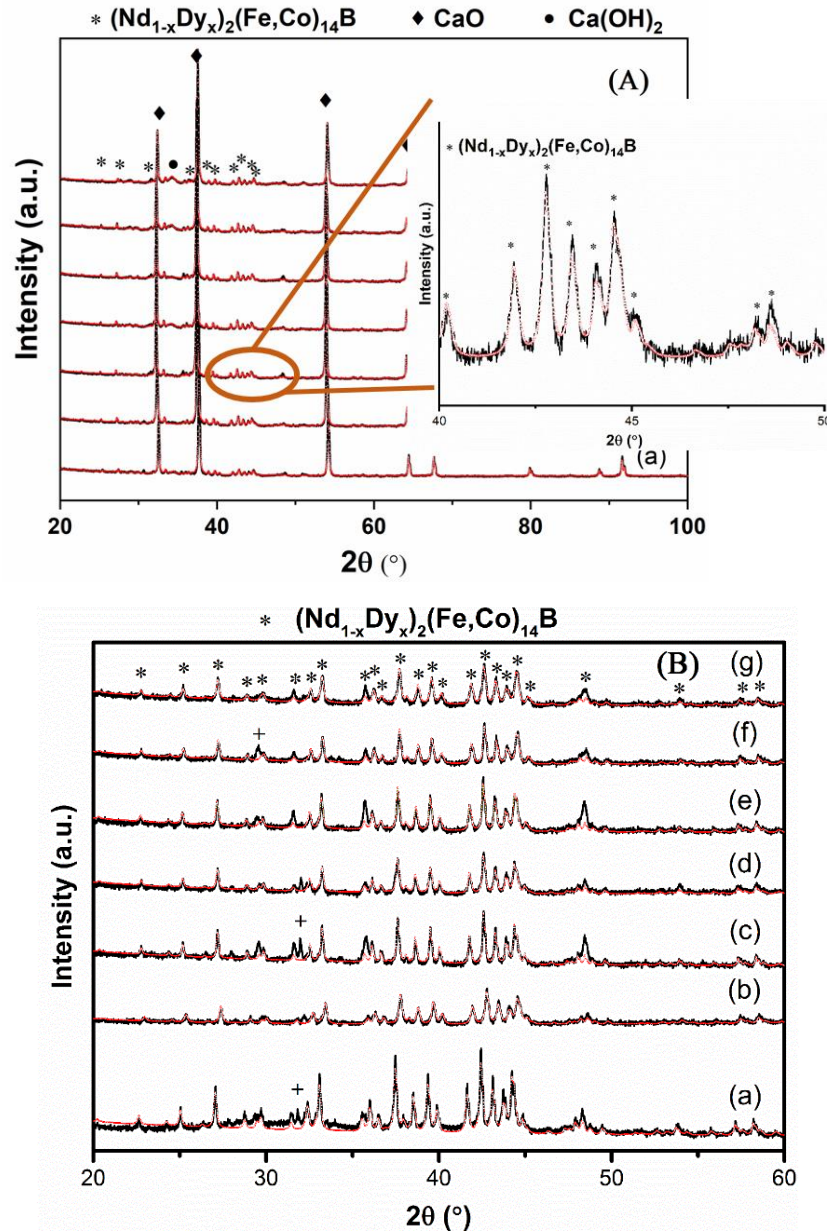 * (Nd1-xDyx)2(Fe,Co)14B ♦ CaO ● Ca(OH)2
(A)
* (Nd1-xDyx)2(Fe,Co)14B
Intensity (a.u.)
Intensity (a.u.)
40 45 50
2θ (°)
(a)
20 40 60 80 100
2θ (°)
* (Nd1-xDyx)2(Fe,Co)14B
(B) (g)
+ (f)
(e)
(d)
+ (c)
(b)
+ (a)
Intensity (a.u.)
20 30 40 50 60
2θ (°)